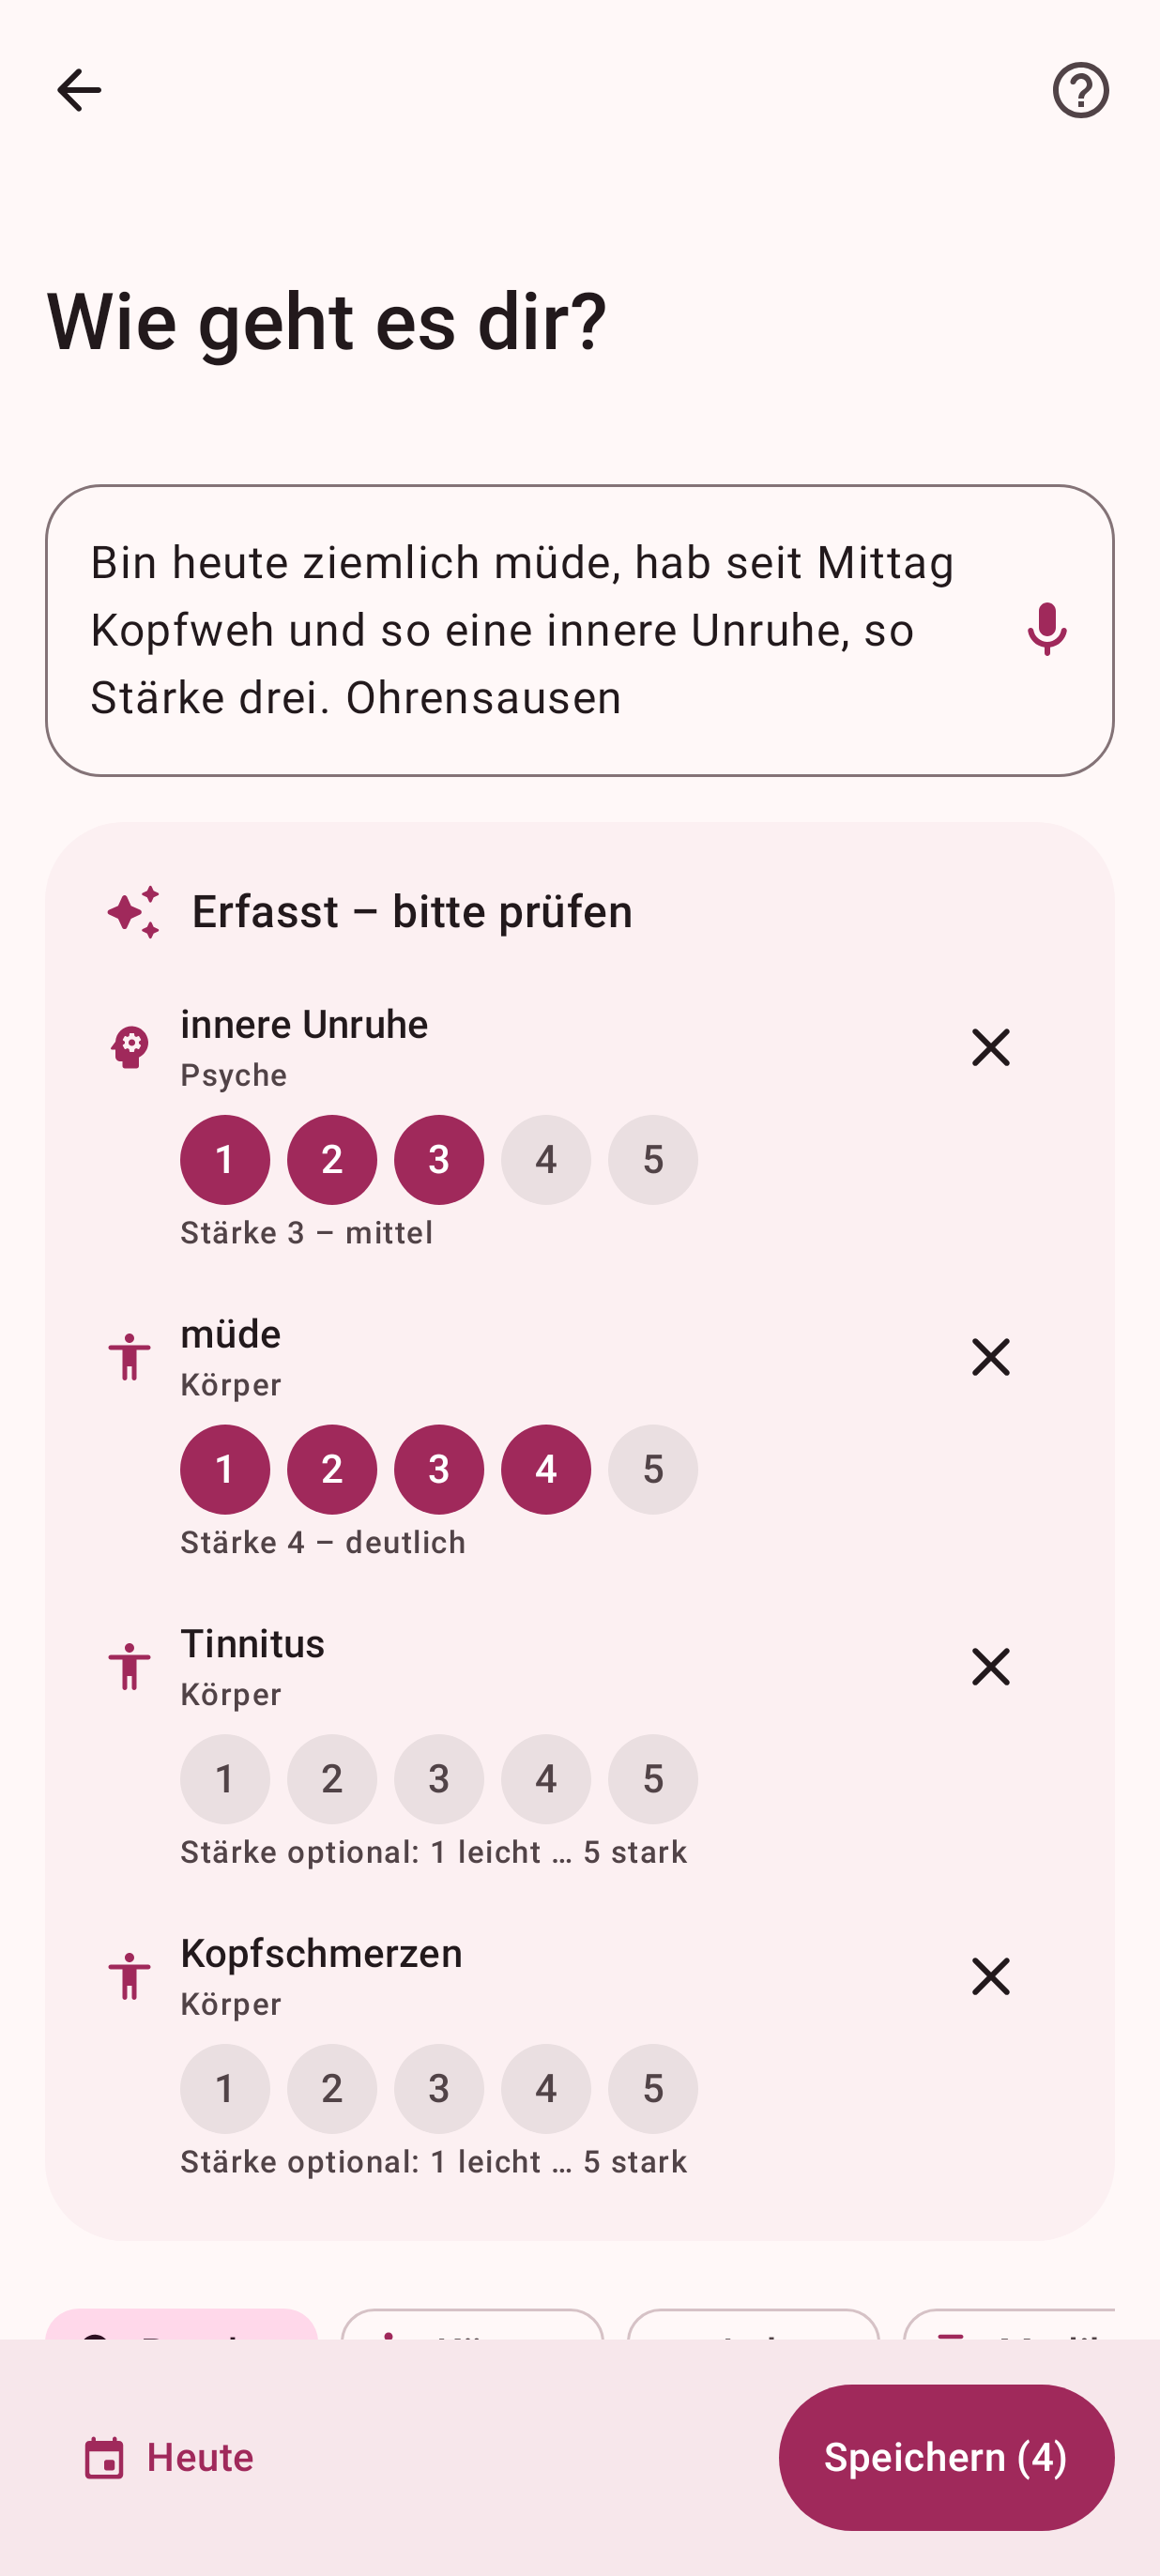 Wie geht es dir?
Bin heute ziemlich müde, hab seit Mittag
Kopfweh und so eine innere Unruhe, so
Stärke drei. Ohrensausen
Erfasst – bitte prüfen
innere Unruhe
Psyche
1 2 3 4 5
Stärke 3 – mittel
müde
Körper
1 2 3 4 5
Stärke 4 – deutlich
Tinnitus
Körper
1 2 3 4 5
Stärke optional: 1 leicht … 5 stark
Kopfschmerzen
Körper
1 2 3 4 5
Stärke optional: 1 leicht … 5 stark
Heute
Speichern (4)